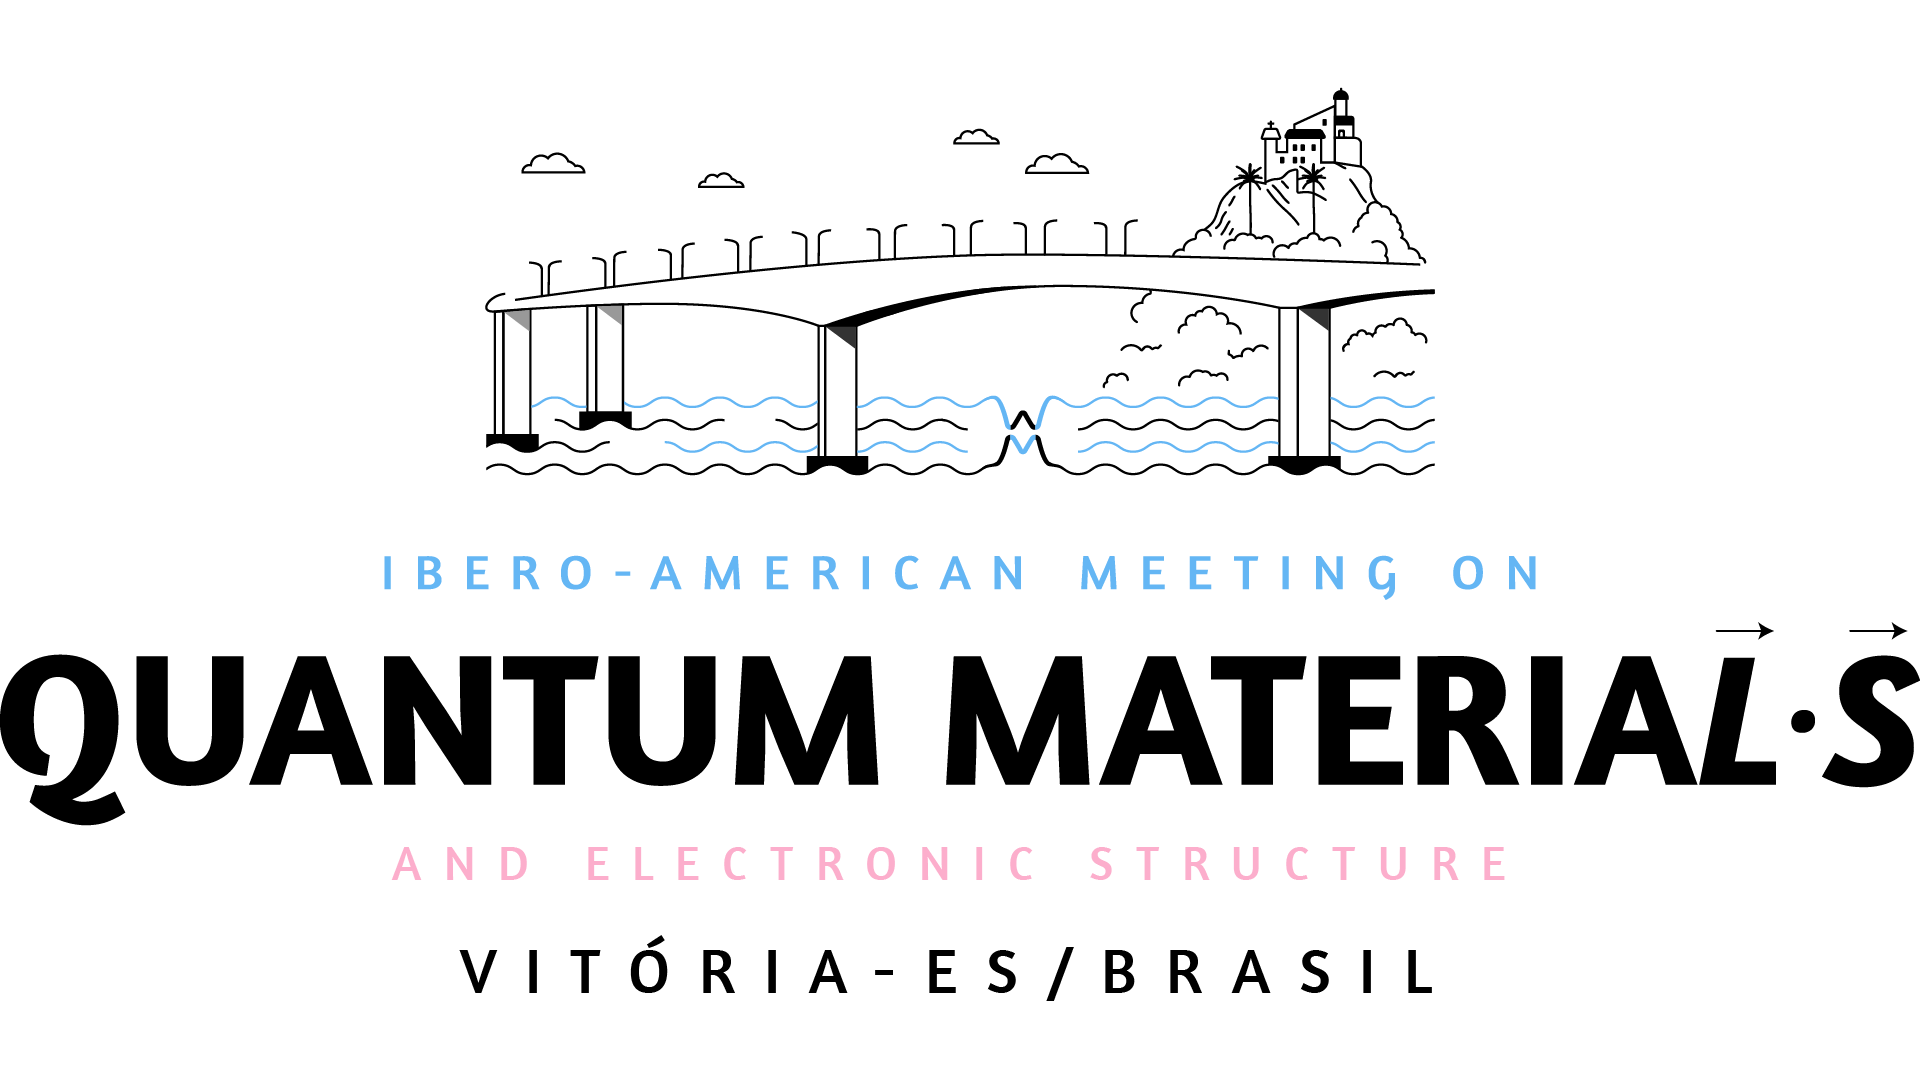 IBERO-AMERICAN MEETING ON
QUANTUM MATERIAL·S
AND ELECTRONIC STRUCTURE
VITÓRIA-ES/BRASIL